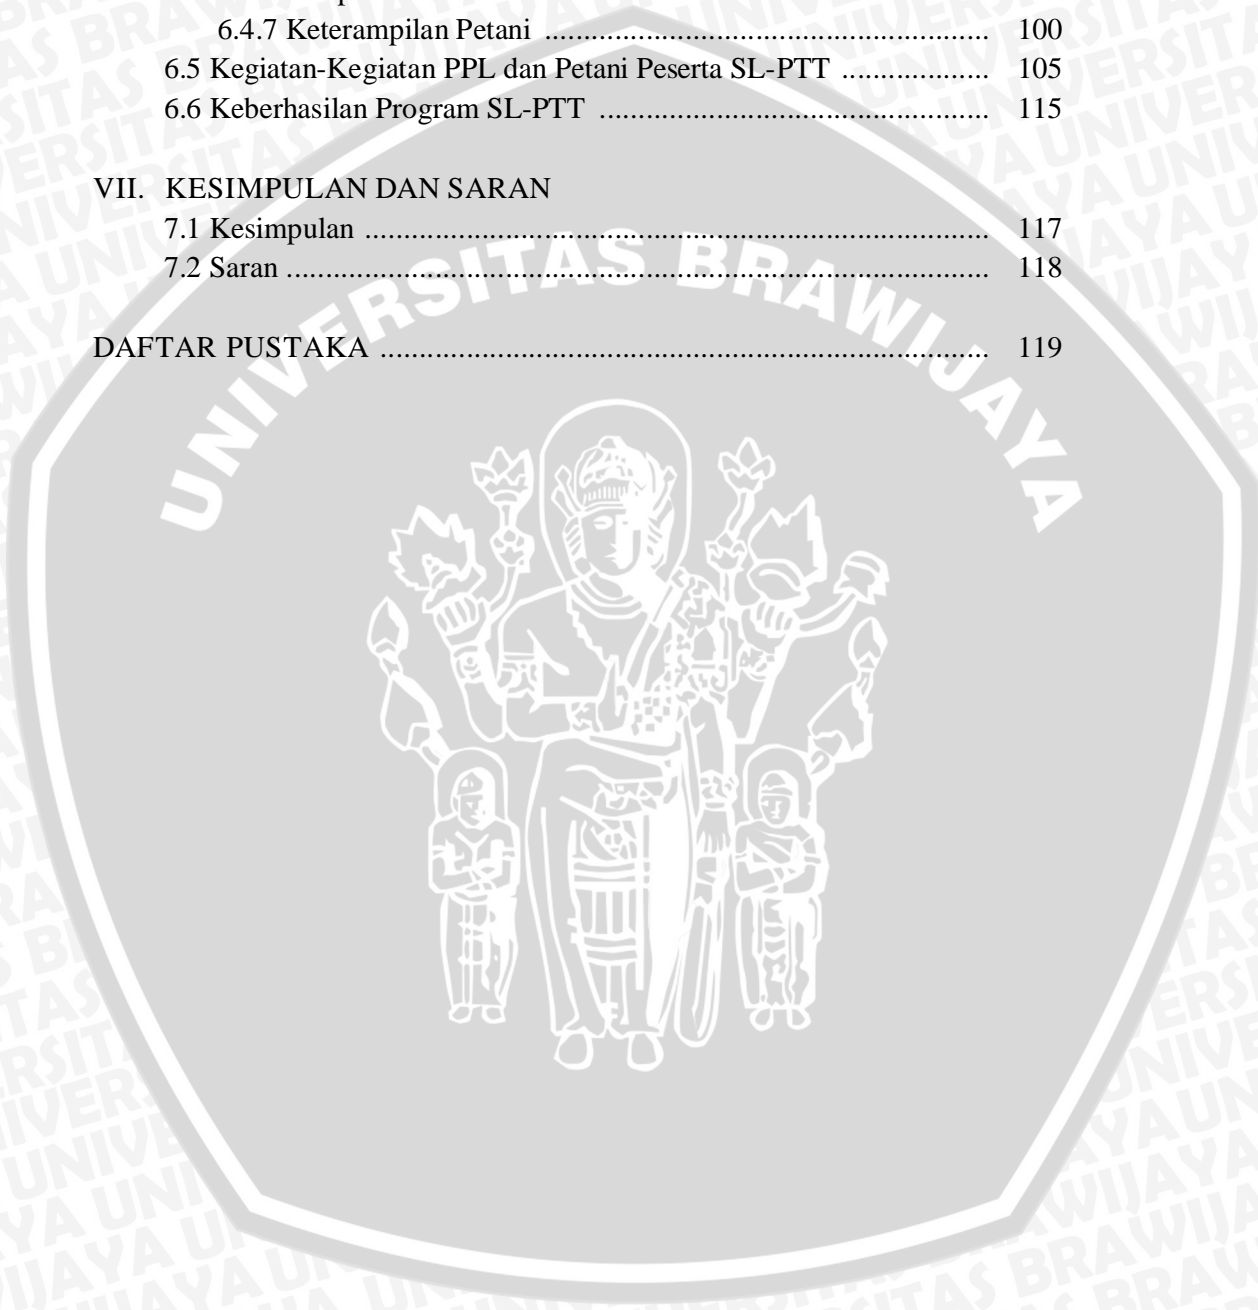 6.4.7 Keterampilan Petani ........................................................ 100
6.5 Kegiatan-Kegiatan PPL dan Petani Peserta SL-PTT ................... 105
6.6 Keberhasilan Program SL-PTT .................................................. 115
VII. KESIMPULAN DAN SARAN
7.1 Kesimpulan ................................................................................ 117
7.2 Saran .......................................................................................... 118
DAFTAR PUSTAKA .............................................................................. 119
UNIVERSITAS BRAWIJAYA